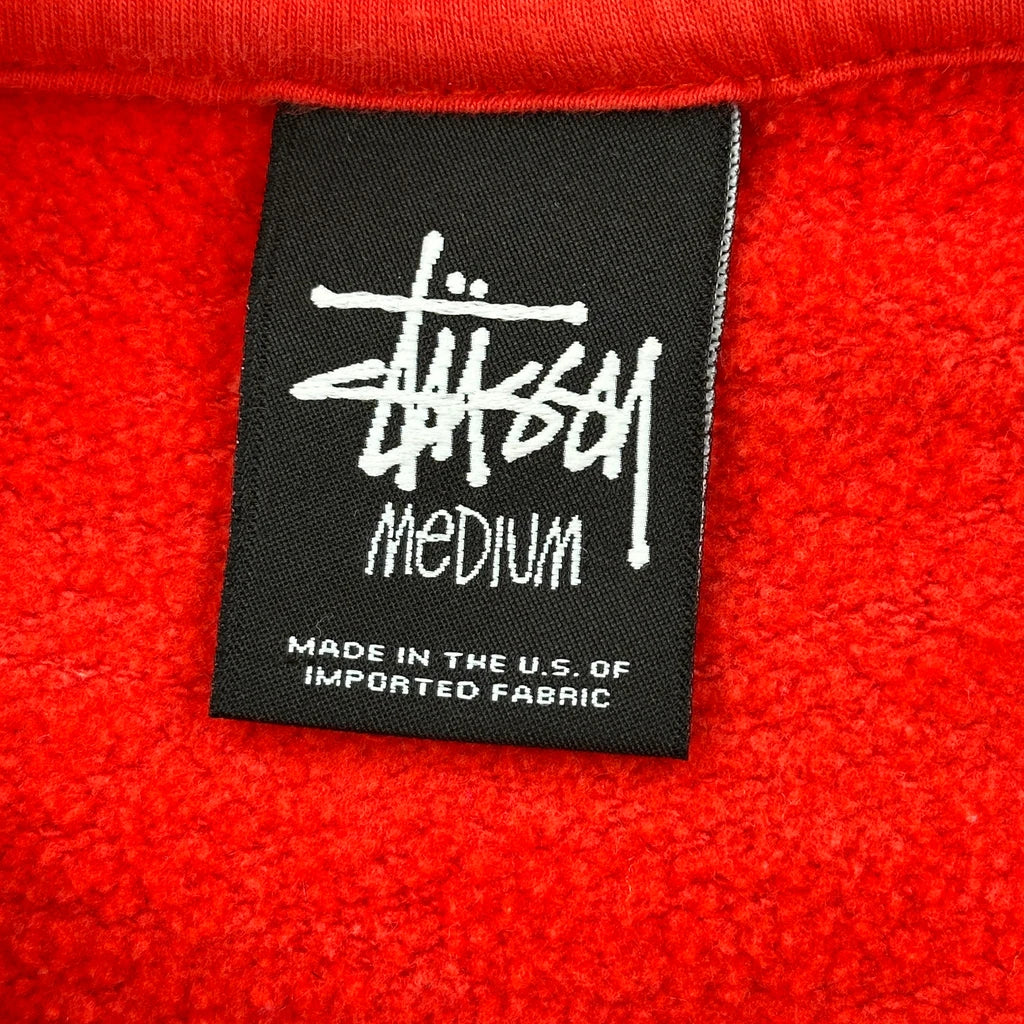 Stüssy
MeDIUM
MADE IN THE U.S. OF
IMPORTED FABRIC